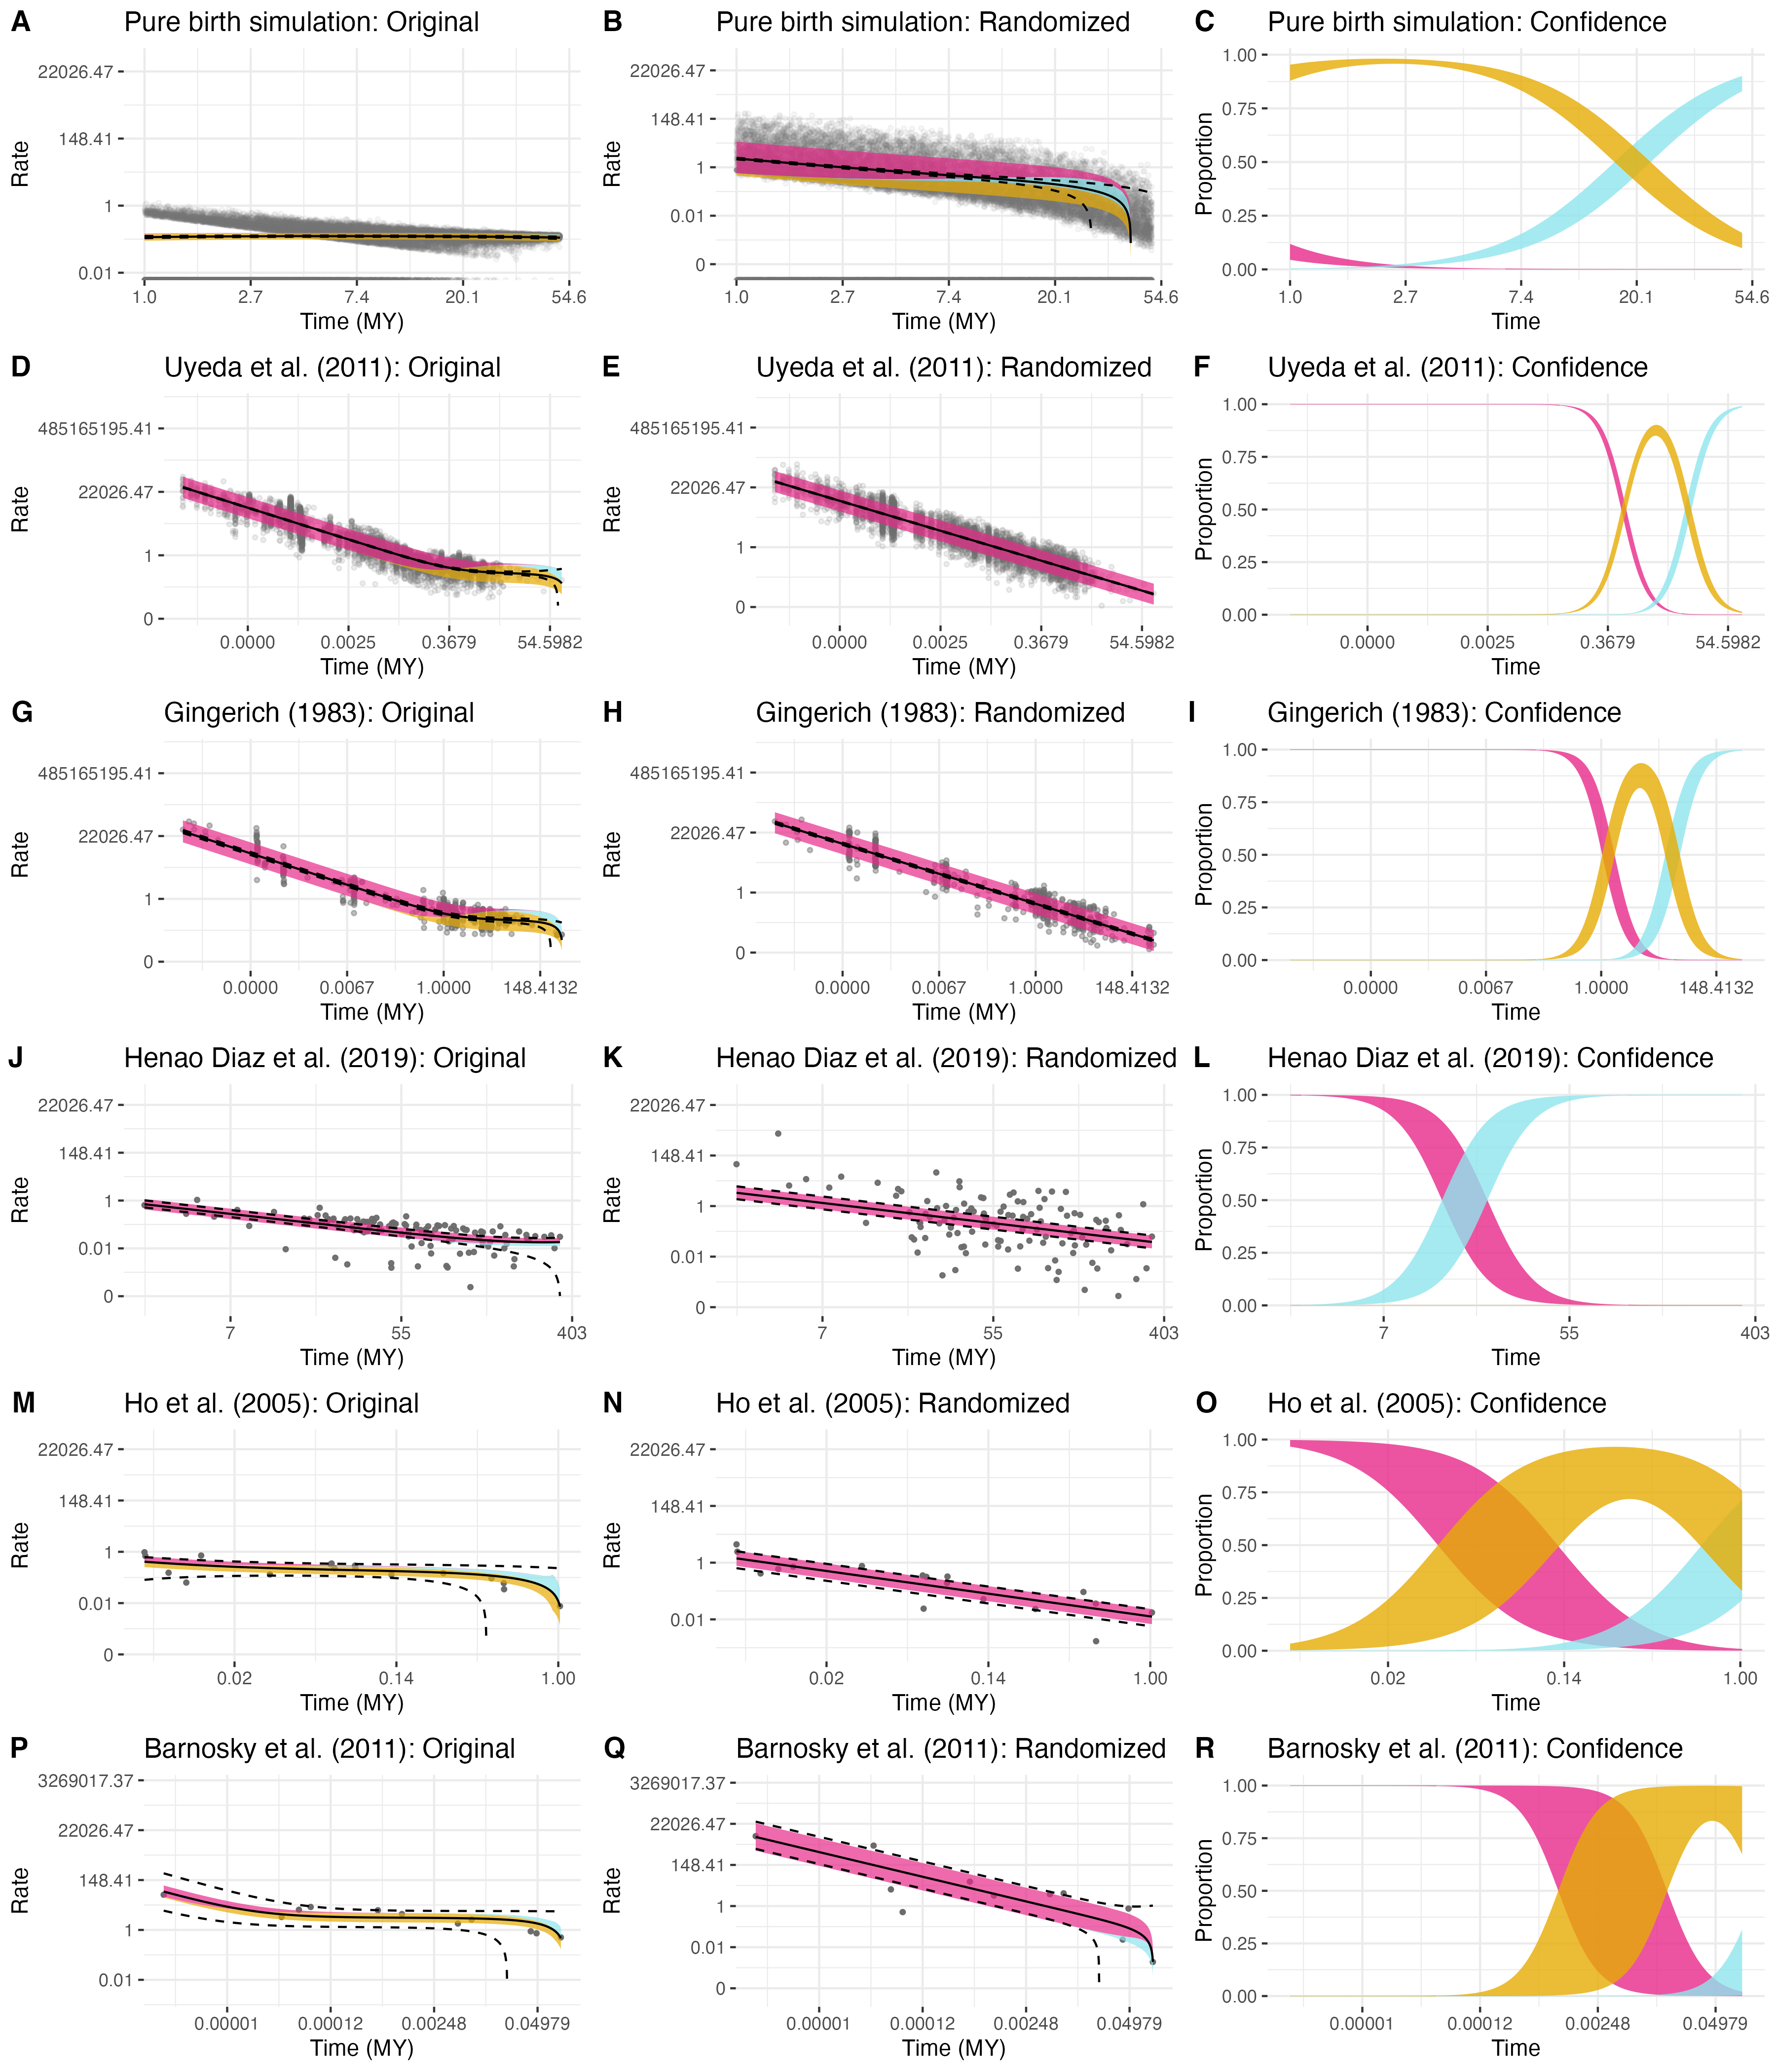 A Pure birth simulation: Original
Rate
22026.47
148.41
1
0.01
1.0 2.7 7.4 20.1 54.6
Time (MY)
B Pure birth simulation: Randomized
Rate
22026.47
148.41
1
0.01
0
1.0 2.7 7.4 20.1 54.6
Time (MY)
C Pure birth simulation: Confidence
Proportion
1.00
0.75
0.50
0.25
0.00
1.0 2.7 7.4 20.1 54.6
Time
D Uyeda et al. (2011): Original
Rate
485165195.41
22026.47
1
0
0.0000 0.0025 0.3679 54.5982
Time (MY)
E Uyeda et al. (2011): Randomized
Rate
485165195.41
22026.47
1
0
0.0000 0.0025 0.3679 54.5982
Time (MY)
F Uyeda et al. (2011): Confidence
Proportion
1.00
0.75
0.50
0.25
0.00
0.0000 0.0025 0.3679 54.5982
Time
G Gingerich (1983): Original
Rate
485165195.41
22026.47
1
0
0.0000 0.0067 1.0000 148.4132
Time (MY)
H Gingerich (1983): Randomized
Rate
485165195.41
22026.47
1
0
0.0000 0.0067 1.0000 148.4132
Time (MY)
I Gingerich (1983): Confidence
Proportion
1.00
0.75
0.50
0.25
0.00
0.0000 0.0067 1.0000 148.4132
Time
J Henao Diaz et al. (2019): Original
Rate
22026.47
148.41
1
0.01
0
7 55 403
Time (MY)
K Henao Diaz et al. (2019): Randomized
Rate
22026.47
148.41
1
0.01
0
7 55 403
Time (MY)
L Henao Diaz et al. (2019): Confidence
Proportion
1.00
0.75
0.50
0.25
0.00
7 55 403
Time
M Ho et al. (2005): Original
Rate
22026.47
148.41
1
0.01
0
0.02 0.14 1.00
Time (MY)
N Ho et al. (2005): Randomized
Rate
22026.47
148.41
1
0.01
0.02 0.14 1.00
Time (MY)
O Ho et al. (2005): Confidence
Proportion
1.00
0.75
0.50
0.25
0.00
0.02 0.14 1.00
Time
P Barnosky et al. (2011): Original
Rate
3269017.37
22026.47
148.41
1
0.01
0.00001 0.00012 0.00248 0.04979
Time (MY)
Q Barnosky et al. (2011): Randomized
Rate
3269017.37
22026.47
148.41
1
0.01
0
0.00001 0.00012 0.00248 0.04979
Time (MY)
R Barnosky et al. (2011): Confidence
Proportion
1.00
0.75
0.50
0.25
0.00
0.00001 0.00012 0.00248 0.04979
Time